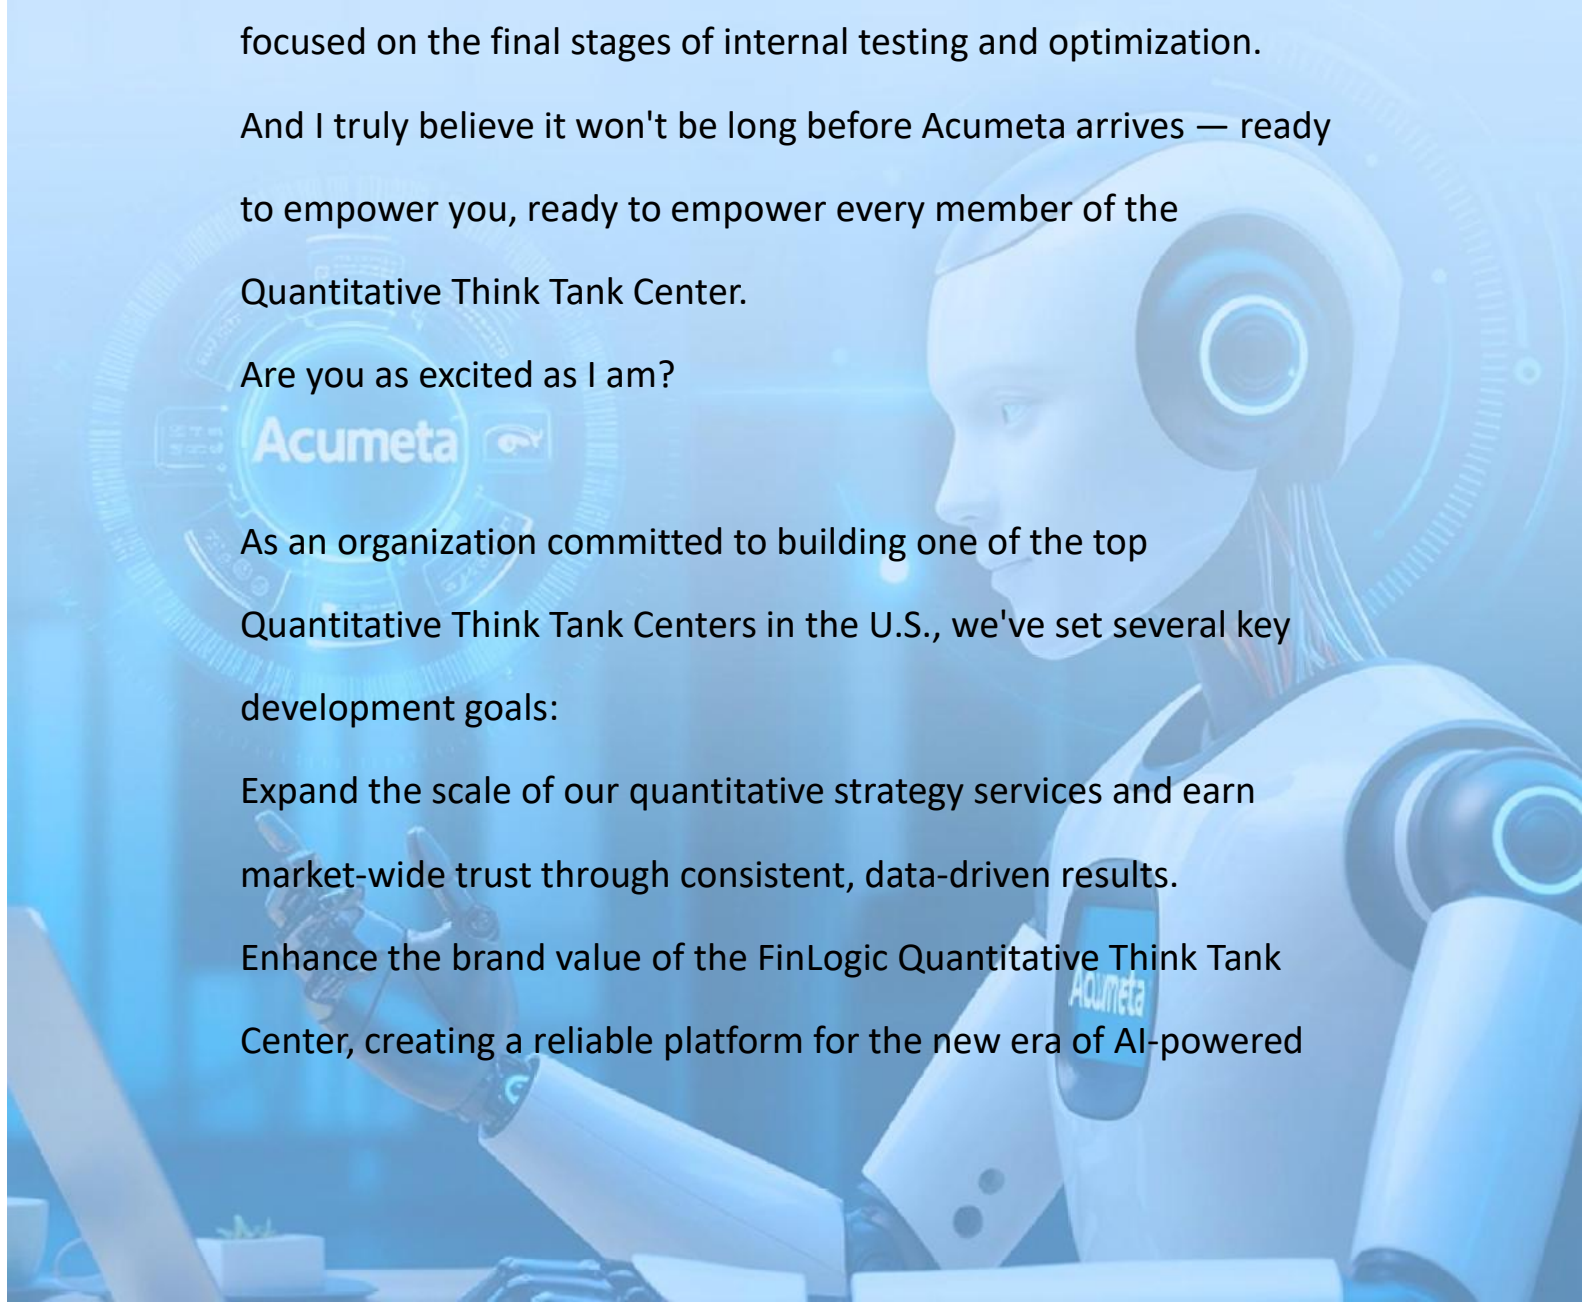 focused on the final stages of internal testing and optimization.
And I truly believe it won't be long before Acumeta arrives — ready
to empower you, ready to empower every member of the
Quantitative Think Tank Center.
Are you as excited as I am?
Acumeta
As an organization committed to building one of the top
Quantitative Think Tank Centers in the U.S., we've set several key
development goals:
Expand the scale of our quantitative strategy services and earn
market-wide trust through consistent, data-driven results.
Enhance the brand value of the FinLogic Quantitative Think Tank
Acumeta
Center, creating a reliable platform for the new era of AI-powered